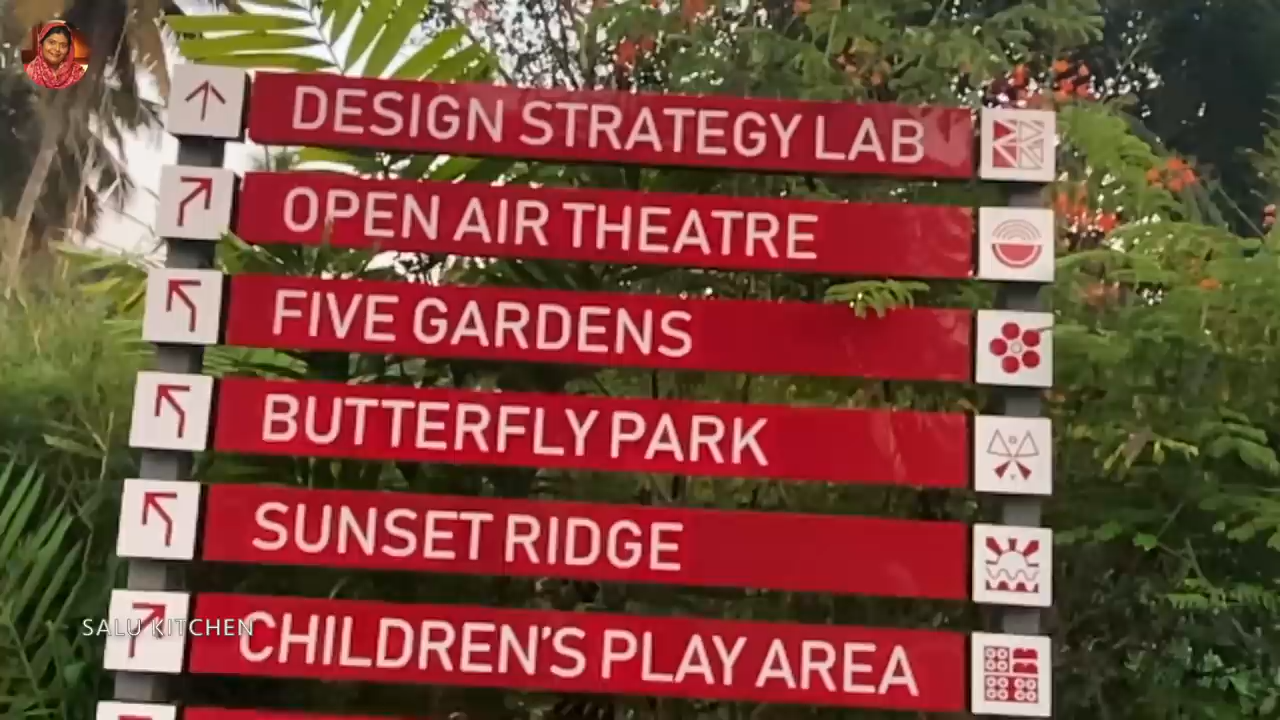 DESIGN STRATEGY LAB
OPEN AIR THEATRE
FIVE GARDENS
BUTTERFLY PARK
SUNSET RIDGE
SALU KITCHEN
CHILDREN'S PLAY AREA